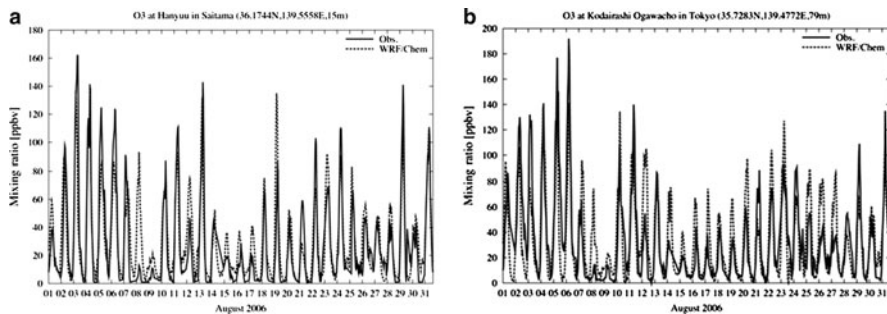 a
O3 at Hanyuu in Saitama (36.1744N,139.5558E,15m)
Obs.
WRF/Chem
Mixing ratio [ppbv]
180
160
140
120
100
80
60
40
20
0
01 02 03 04 05 06 07 08 09 10 11 12 13 14 15 16 17 18 19 20 21 22 23 24 25 26 27 28 29 30 31
August 2006
b
O3 at Kodairashi Ogawacho in Tokyo (35.7283N,139.4772E,79m)
Obs.
WRF/Chem
Mixing ratio [ppbv]
200
180
160
140
120
100
80
60
40
20
0
01 02 03 04 05 06 07 08 09 10 11 12 13 14 15 16 17 18 19 20 21 22 23 24 25 26 27 28 29 30 31
August 2006